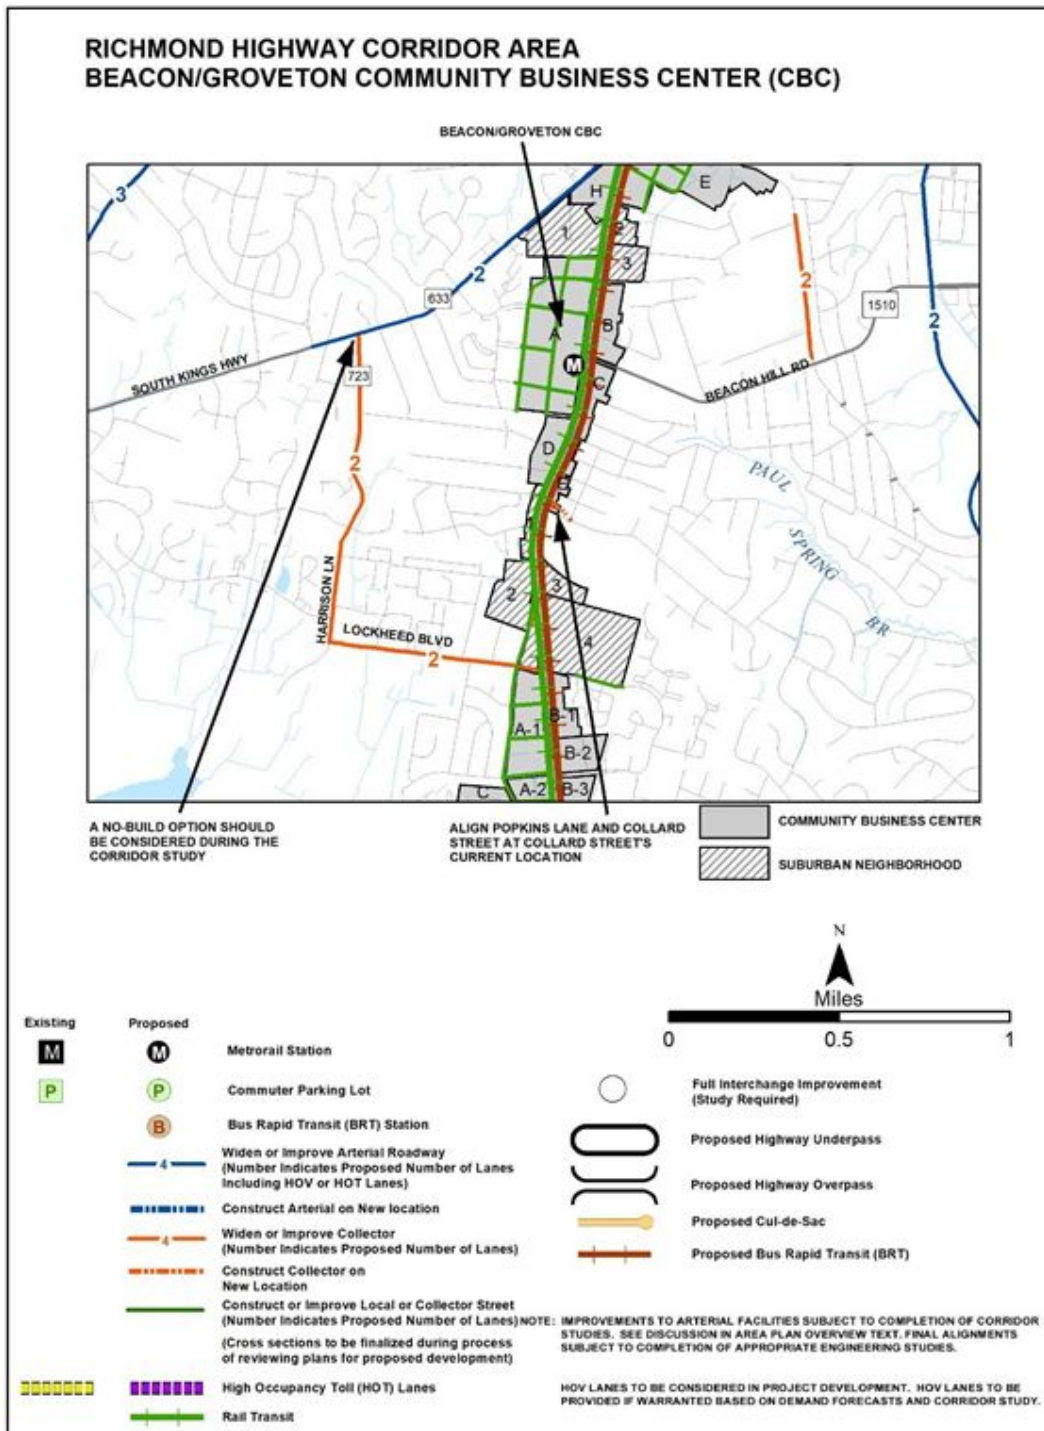 RICHMOND HIGHWAY CORRIDOR AREA
BEACON/GROVETON COMMUNITY BUSINESS CENTER (CBC)
BEACON/GROVETON CBC
3
H
E
1
2
3
2
2
633
1510
2
A
B
SOUTH KINGS HWY
723
M
C
BEACON HILL RD
2
D
PAUL
SPRING
BR
HARRISON LN
2
3
LOCKHEED BLVD
2
4
A-1
B-1
B-2
C
A-2
B-3
A NO-BUILD OPTION SHOULD
BE CONSIDERED DURING THE
CORRIDOR STUDY
ALIGN POPKINS LANE AND COLLARD
STREET AT COLLARD STREET'S
CURRENT LOCATION
COMMUNITY BUSINESS CENTER
SUBURBAN NEIGHBORHOOD
N
Miles
0 0.5 1
Existing Proposed
M M Metrorail Station
P P Commuter Parking Lot
B Bus Rapid Transit (BRT) Station
4 Widen or Improve Arterial Roadway
(Number Indicates Proposed Number of Lanes
Including HOV or HOT Lanes)
Construct Arterial on New location
4 Widen or Improve Collector
(Number Indicates Proposed Number of Lanes)
Construct Collector on
New Location
Construct or Improve Local or Collector Street
(Number Indicates Proposed Number of Lanes)
(Cross sections to be finalized during process
of reviewing plans for proposed development)
High Occupancy Toll (HOT) Lanes
Rail Transit
Full Interchange Improvement
(Study Required)
Proposed Highway Underpass
Proposed Highway Overpass
Proposed Cul-de-Sac
Proposed Bus Rapid Transit (BRT)
NOTE: IMPROVEMENTS TO ARTERIAL FACILITIES SUBJECT TO COMPLETION OF CORRIDOR
STUDIES. SEE DISCUSSION IN AREA PLAN OVERVIEW TEXT. FINAL ALIGNMENTS
SUBJECT TO COMPLETION OF APPROPRIATE ENGINEERING STUDIES.
HOV LANES TO BE CONSIDERED IN PROJECT DEVELOPMENT. HOV LANES TO BE
PROVIDED IF WARRANTED BASED ON DEMAND FORECASTS AND CORRIDOR STUDY.